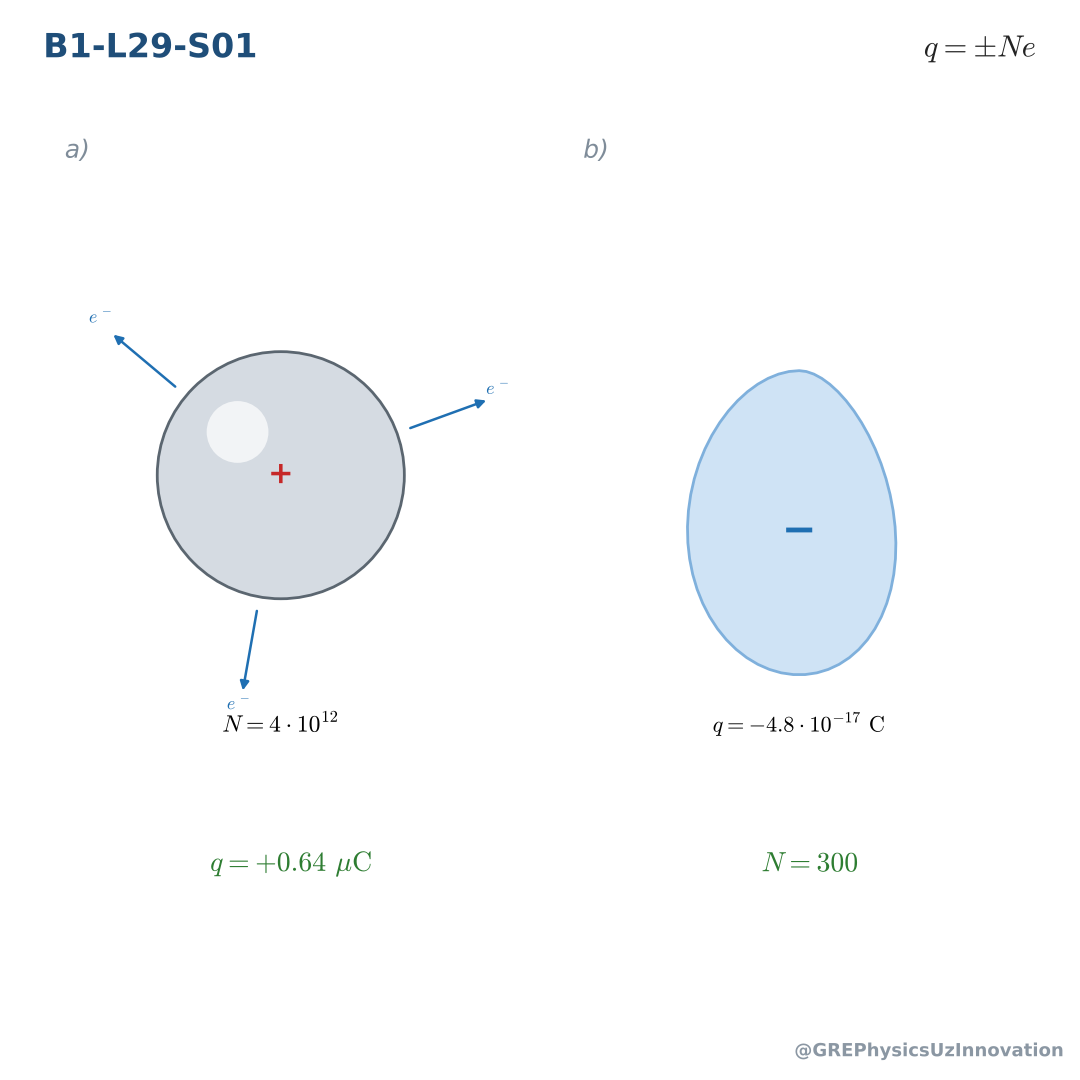 B1-L29-S01
q = ±Ne
a)
b)
e⁻
e⁻
+
−
e⁻
N = 4 · 10¹²
q = −4.8 · 10⁻¹⁷ C
q = +0.64 μC
N = 300
@GREPhysicsUzInnovation